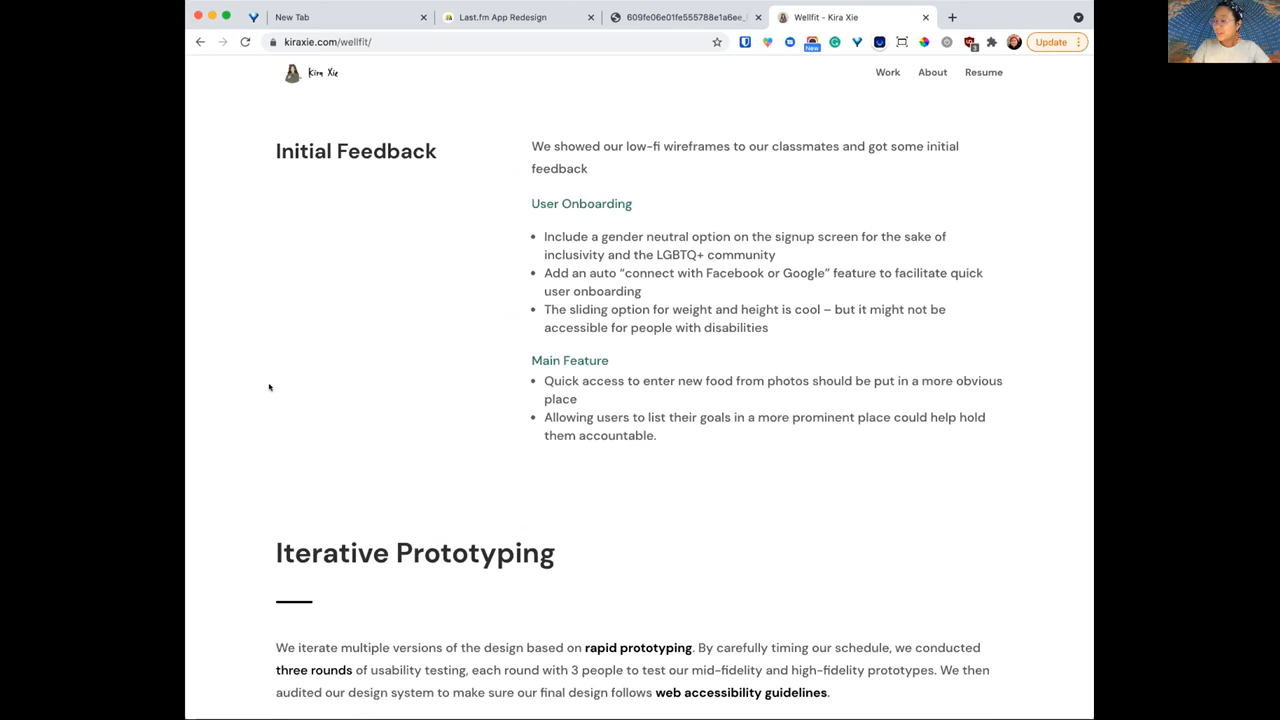 New Tab
Last.fm App Redesign
609fe06e01fe555788e1a6ee_
Wellfit - Kira Xie
kiraxie.com/wellfit/
New
3
Update
Kira Xie
Work
About
Resume
Initial Feedback
We showed our low-fi wireframes to our classmates and got some initial
feedback
User Onboarding
• Include a gender neutral option on the signup screen for the sake of
inclusivity and the LGBTQ+ community
• Add an auto “connect with Facebook or Google” feature to facilitate quick
user onboarding
• The sliding option for weight and height is cool – but it might not be
accessible for people with disabilities
Main Feature
• Quick access to enter new food from photos should be put in a more obvious
place
• Allowing users to list their goals in a more prominent place could help hold
them accountable.
Iterative Prototyping
We iterate multiple versions of the design based on rapid prototyping. By carefully timing our schedule, we conducted
three rounds of usability testing, each round with 3 people to test our mid-fidelity and high-fidelity prototypes. We then
audited our design system to make sure our final design follows web accessibility guidelines.